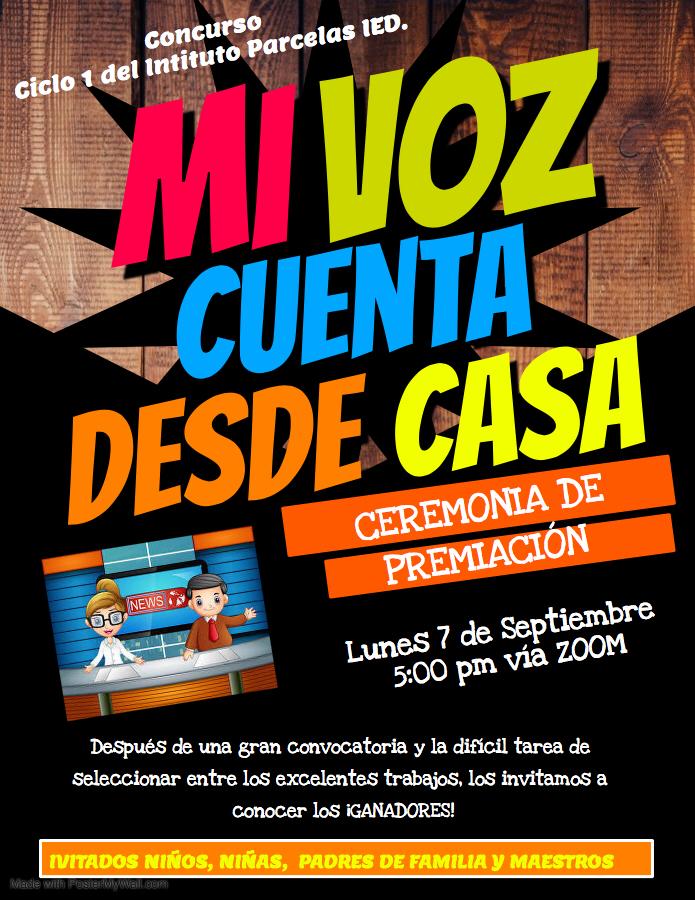 Concurso
Ciclo 1 del Intituto Parcelas IED.
MI VOZ
CUENTA
DESDE CASA
CEREMONIA DE
PREMIACIÓN
NEWS
Lunes 7 de Septiembre
5:00 pm vía ZOOM
Después de una gran convocatoria y la difícil tarea de
seleccionar entre los excelentes trabajos, los invitamos a
conocer los ¡GANADORES!
IVITADOS NIÑOS, NIÑAS, PADRES DE FAMILIA Y MAESTROS
Made with PosterMyWall.com